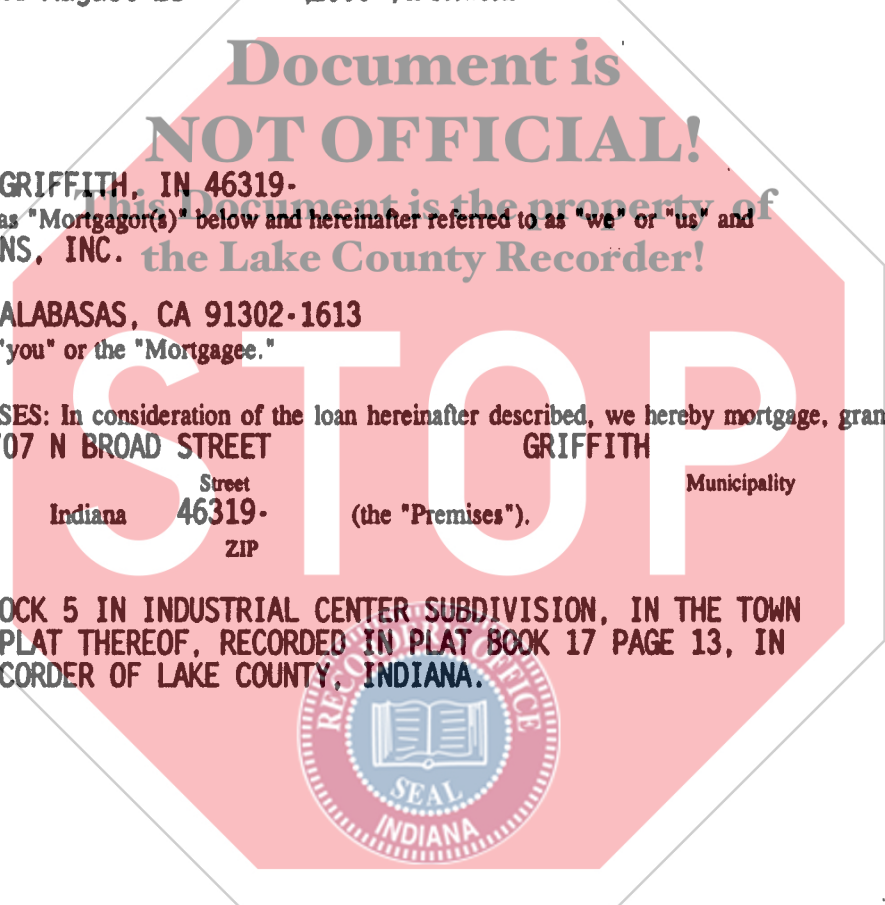 August
Document is
NOT OFFICIAL!
GRIFFITH, IN 46319-
This Document is the property of
as "Mortgagor(s)" below and hereinafter referred to as "we" or "us" and
the Lake County Recorder!
NS, INC.
ALABASAS, CA 91302-1613
"you" or the "Mortgagee."
STOP
SES: In consideration of the loan hereinafter described, we hereby mortgage, gran
07 N BROAD STREET GRIFFITH
Street Municipality
Indiana 46319- (the "Premises").
ZIP
OCK 5 IN INDUSTRIAL CENTER SUBDIVISION, IN THE TOWN
PLAT THEREOF, RECORDED IN PLAT BOOK 17 PAGE 13, IN
CORDER OF LAKE COUNTY, INDIANA.
RECORDER'S OFFICE
SEAL
INDIANA